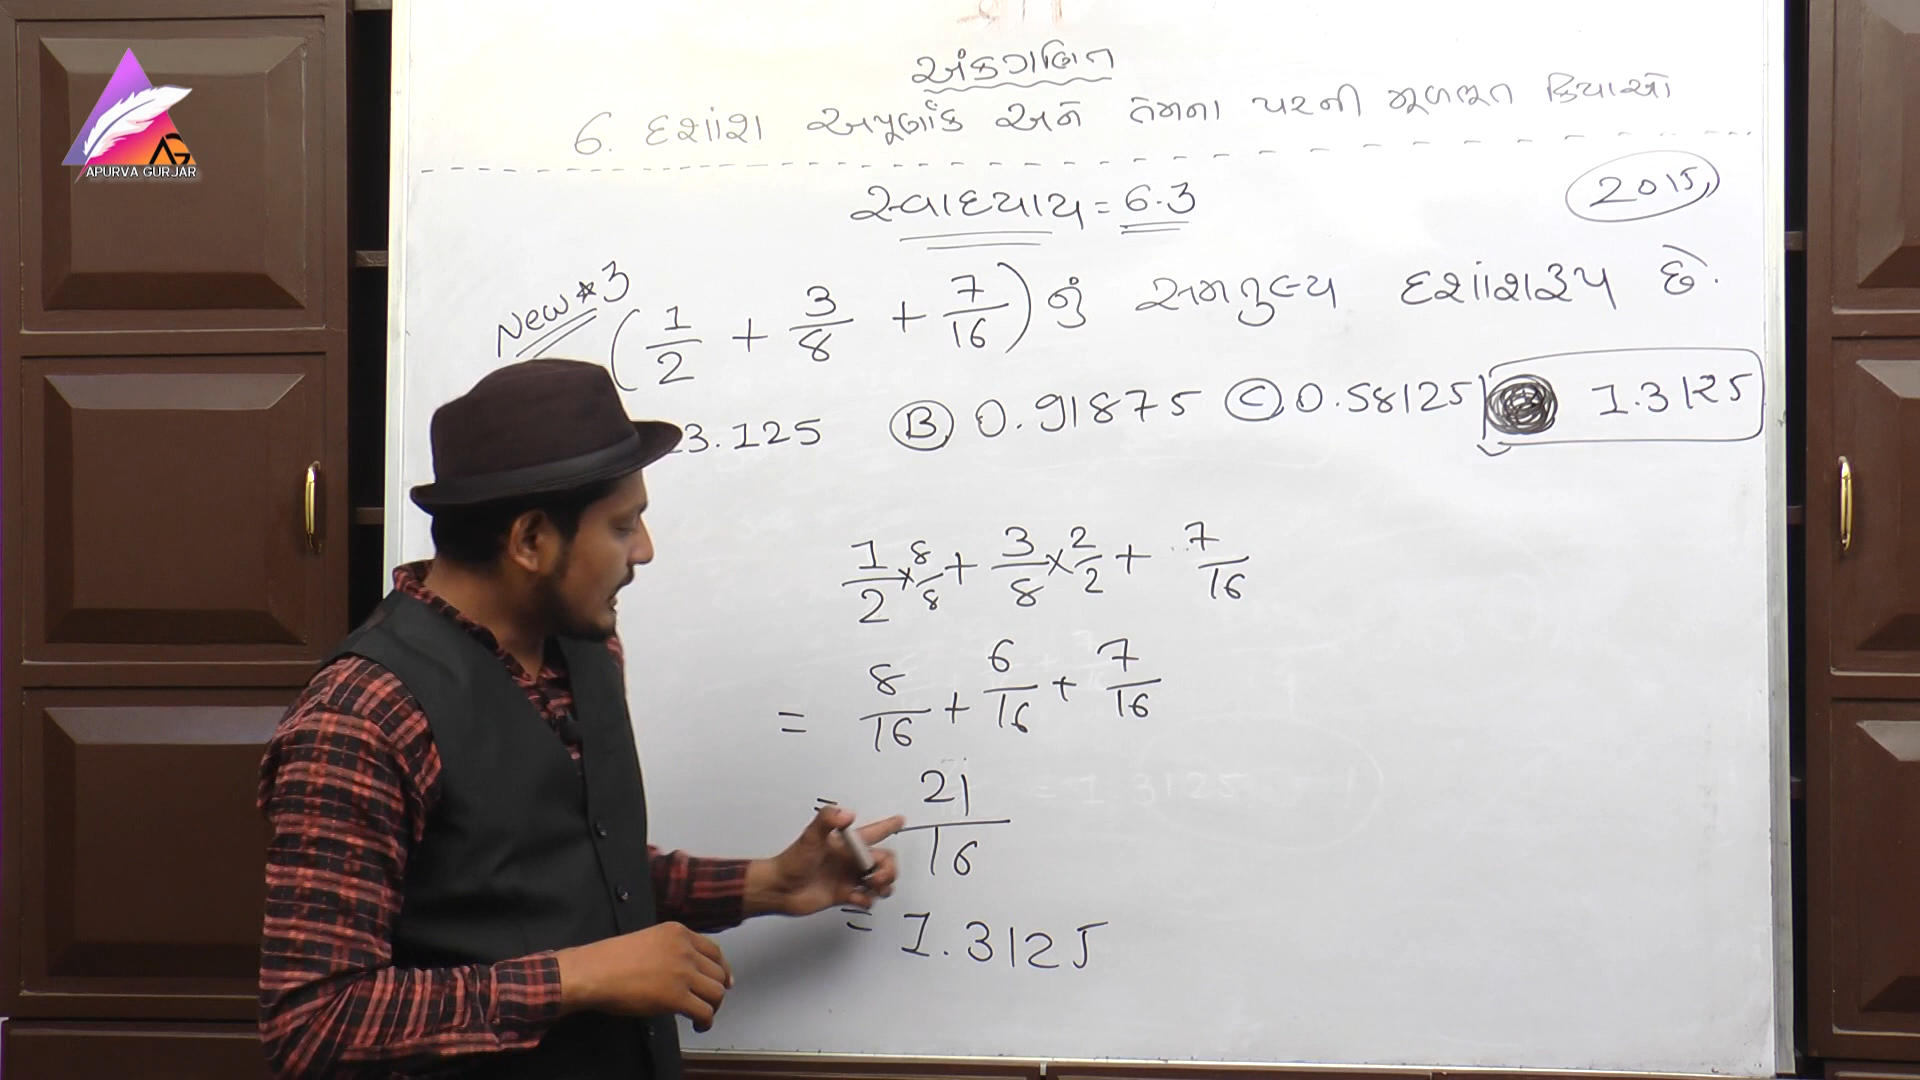 AG
APURVA GURJAR
અંકગણિત
6. દશાંશ અપૂર્ણાંક અને તેમના પરની મૂળભૂત ક્રિયાઓ
સ્વાધ્યાય = 6.3
2015
New * 3
(1/2 + 3/8 + 7/16) નું સમતુલ્ય દશાંશરૂપ છે.
3.125 (B) 0.91875 (C) 0.58125 1.3125
1/2 × 8/8 + 3/8 × 2/2 + 7/16
= 8/16 + 6/16 + 7/16
= 21/16
= 1.3125